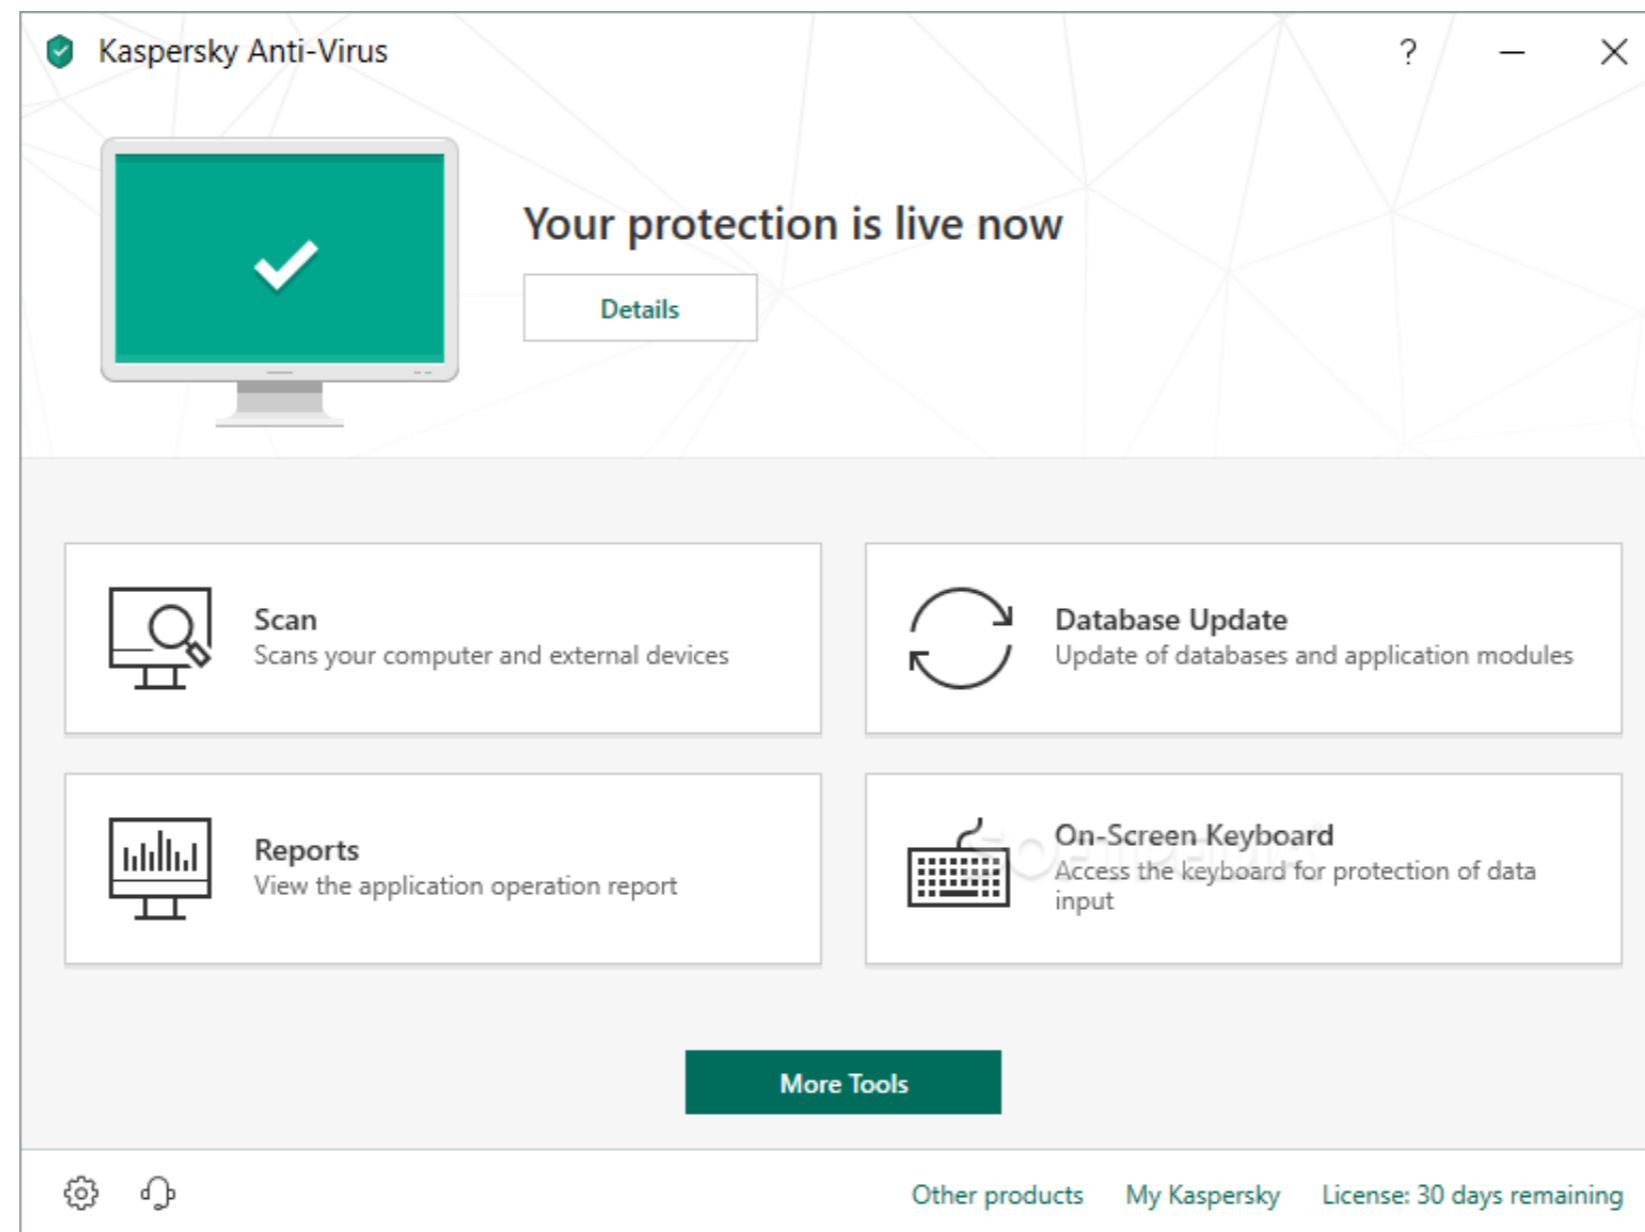 Kaspersky Anti-Virus
?
Your protection is live now
Details
Scan
Scans your computer and external devices
Database Update
Update of databases and application modules
Reports
View the application operation report
On-Screen Keyboard
Access the keyboard for protection of data
input
SOFTPEDIA
More Tools
Other products My Kaspersky License: 30 days remaining